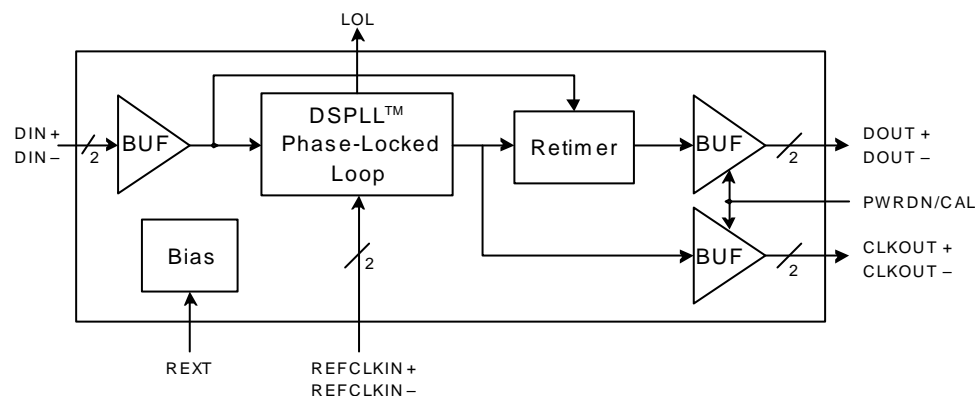 LOL
DSPLL™
Phase-Locked
Loop
BUF
DIN +
DIN –
2
Retimer
BUF
2
DOUT +
DOUT –
PWRDN/CAL
Bias
2
BUF
2
CLKOUT +
CLKOUT –
REXT
REFCLKIN +
REFCLKIN –